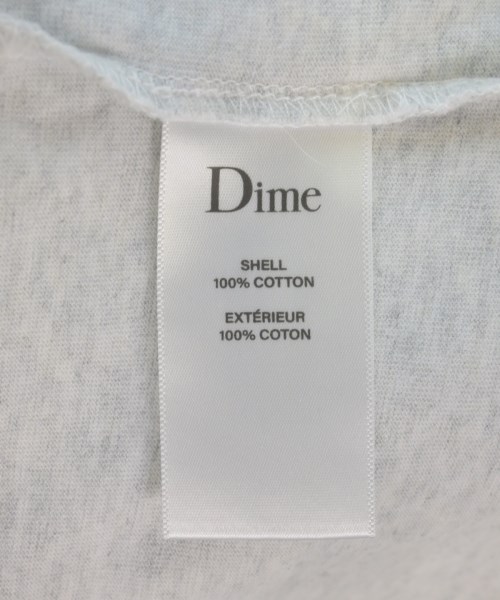 Dime
SHELL
100% COTTON
EXTÉRIEUR
100% COTON